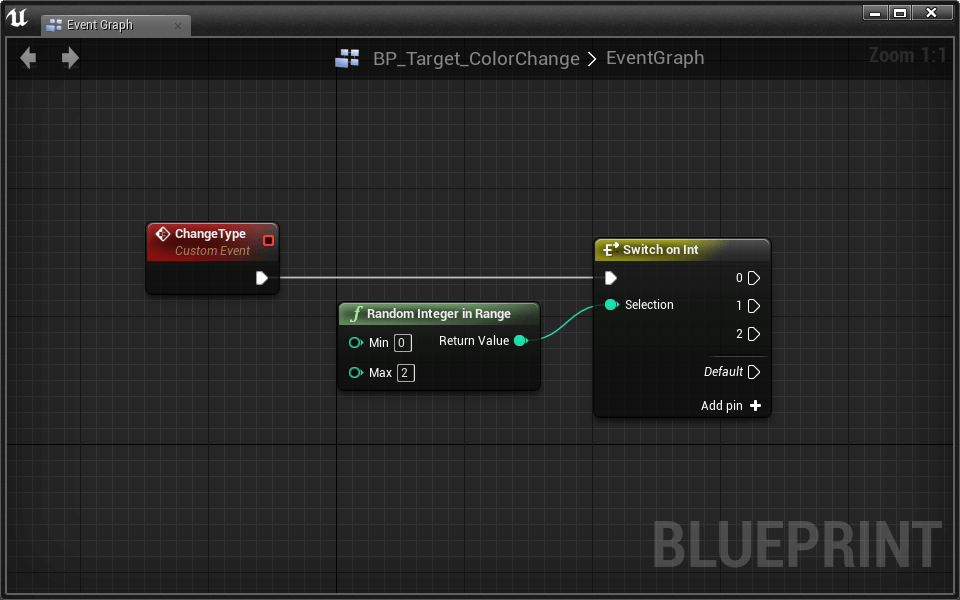 Event Graph
BP_Target_ColorChange > EventGraph
Zoom 1:1
ChangeType
Custom Event
Random Integer in Range
Min 0
Return Value
Max 2
Switch on Int
0
Selection
1
2
Default
Add pin
BLUEPRINT